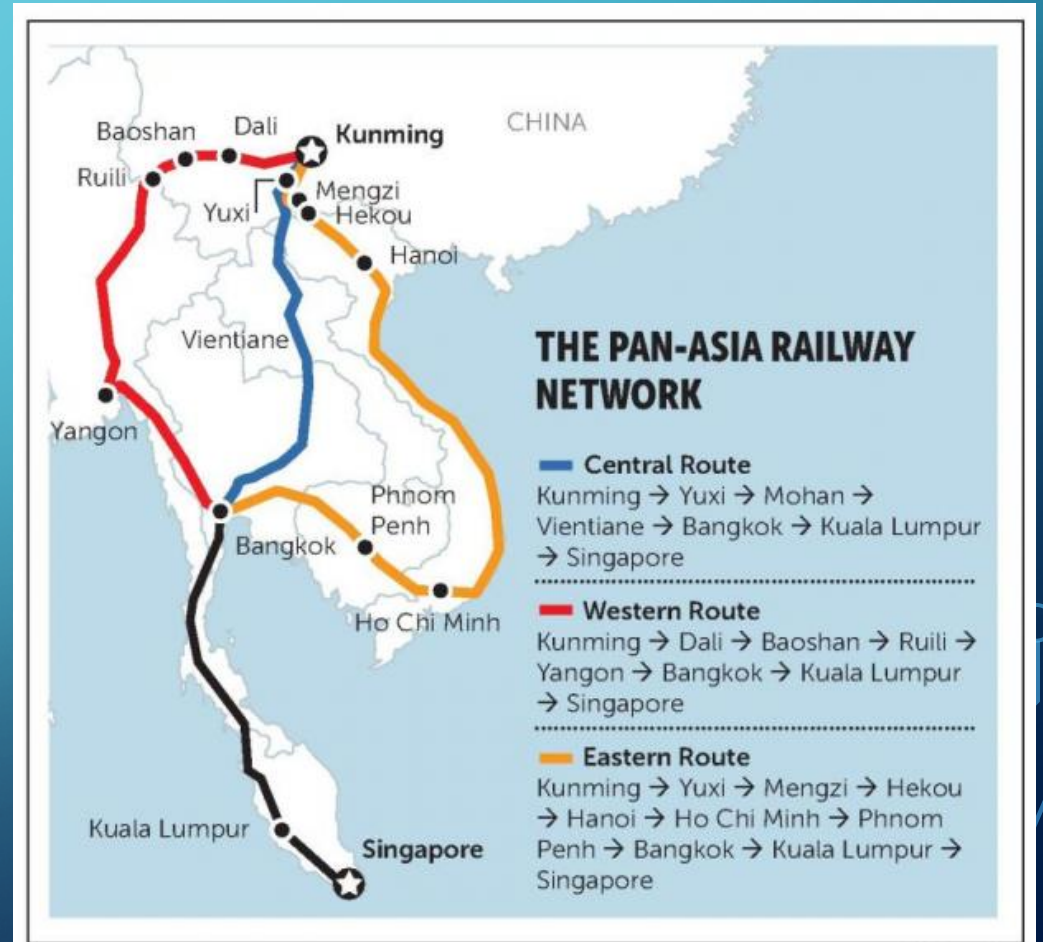 CHINA
Baoshan
Dali
Kunming
Ruili
Yuxi
Mengzi
Hekou
Hanoi
Vientiane
Yangon
Bangkok
Phnom
Penh
Ho Chi Minh
Kuala Lumpur
Singapore
THE PAN-ASIA RAILWAY
NETWORK
Central Route
Kunming → Yuxi → Mohan →
Vientiane → Bangkok → Kuala Lumpur
→ Singapore
Western Route
Kunming → Dali → Baoshan → Ruili →
Yangon → Bangkok → Kuala Lumpur
→ Singapore
Eastern Route
Kunming → Yuxi → Mengzi → Hekou
→ Hanoi → Ho Chi Minh → Phnom
Penh → Bangkok → Kuala Lumpur →
Singapore